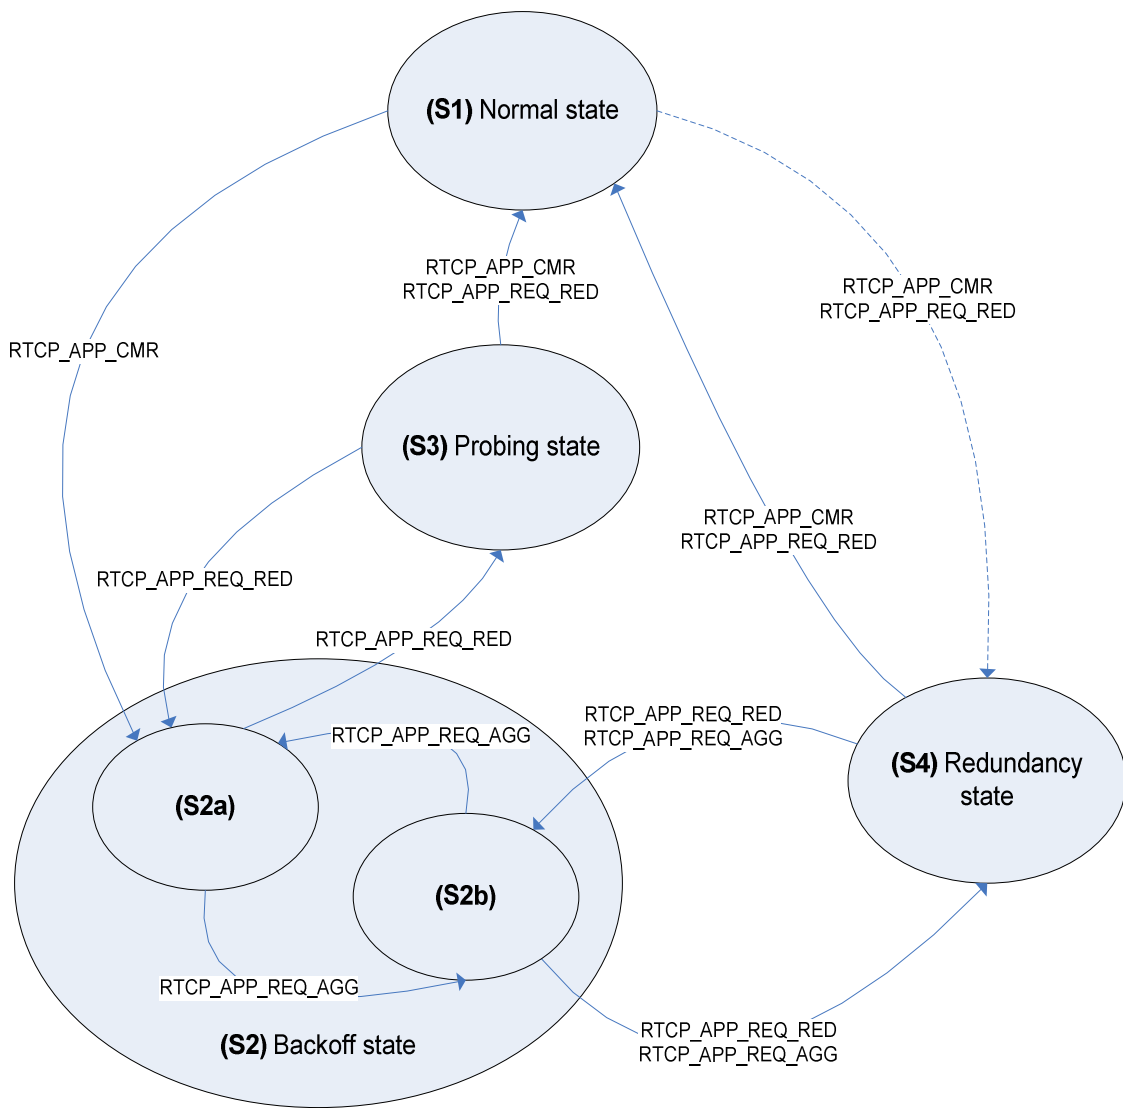 (S1) Normal state
RTCP_APP_CMR
RTCP_APP_REQ_RED
RTCP_APP_CMR
RTCP_APP_REQ_RED
RTCP_APP_CMR
(S3) Probing state
RTCP_APP_CMR
RTCP_APP_REQ_RED
RTCP_APP_REQ_RED
RTCP_APP_REQ_RED
RTCP_APP_REQ_RED
RTCP_APP_REQ_AGG
RTCP_APP_REQ_AGG
(S4) Redundancy
state
(S2a)
(S2b)
RTCP_APP_REQ_AGG
(S2) Backoff state
RTCP_APP_REQ_RED
RTCP_APP_REQ_AGG